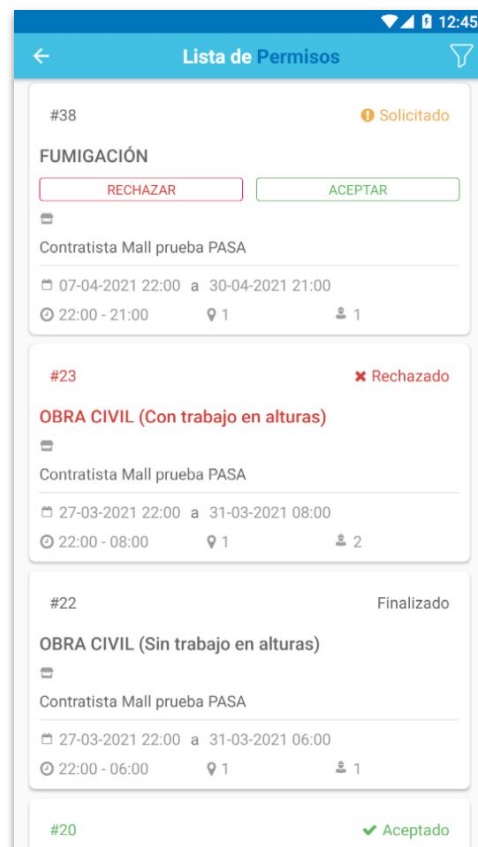 12:45
Lista de Permisos
#38 Solicitado
FUMIGACIÓN
RECHAZAR ACEPTAR
Contratista Mall prueba PASA
07-04-2021 22:00 a 30-04-2021 21:00
22:00 - 21:00 1 1
#23 Rechazado
OBRA CIVIL (Con trabajo en alturas)
Contratista Mall prueba PASA
27-03-2021 22:00 a 31-03-2021 08:00
22:00 - 08:00 1 2
#22 Finalizado
OBRA CIVIL (Sin trabajo en alturas)
Contratista Mall prueba PASA
27-03-2021 22:00 a 31-03-2021 06:00
22:00 - 06:00 1 1
#20 Aceptado